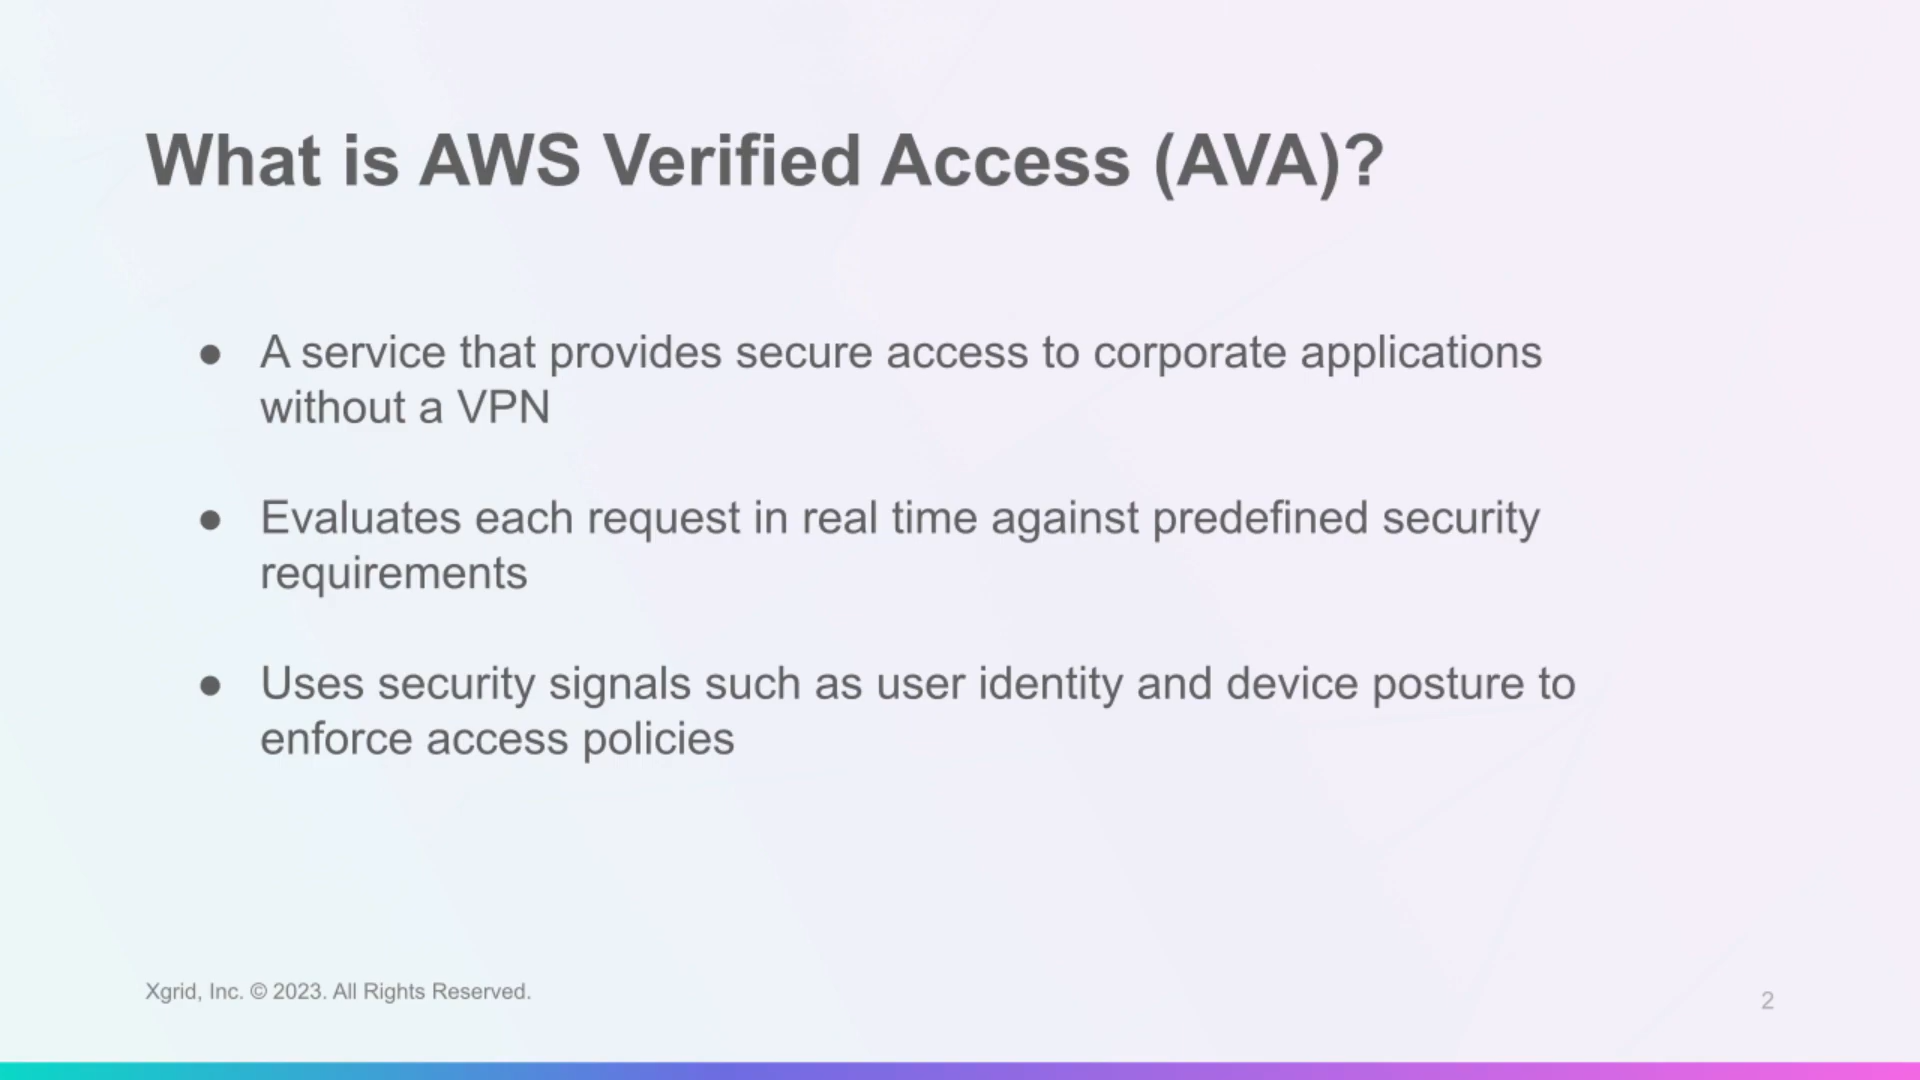 What is AWS Verified Access (AVA)?
● A service that provides secure access to corporate applications
without a VPN
● Evaluates each request in real time against predefined security
requirements
● Uses security signals such as user identity and device posture to
enforce access policies
Xgrid, Inc. © 2023. All Rights Reserved.
2